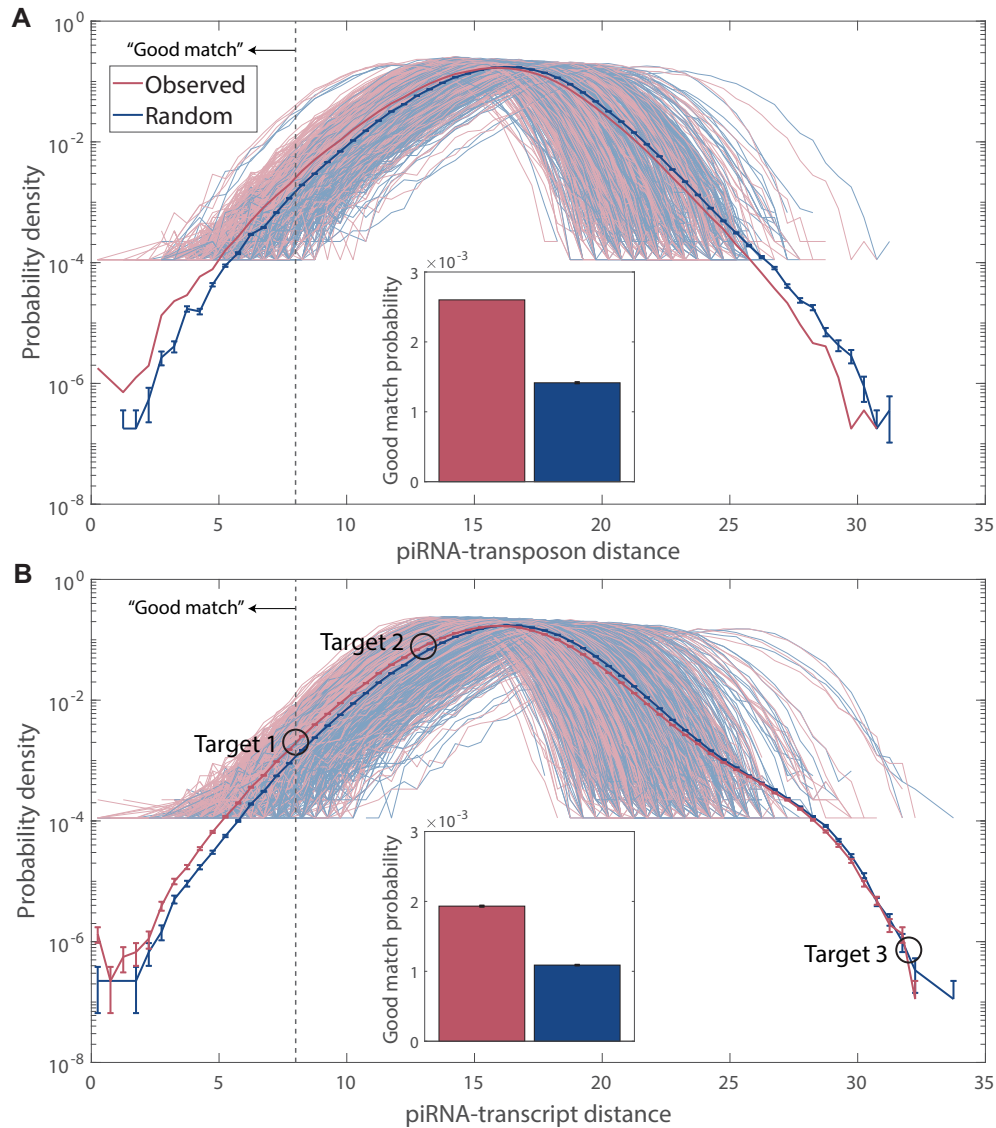 A
"Good match"
Observed
Random
Probability density
10^0
10^-2
10^-4
10^-6
10^-8
0 5 10 15 20 25 30 35
piRNA-transposon distance
×10^-3
Good match probability
3
2
1
0
B
"Good match"
Target 1
Target 2
Target 3
Probability density
10^0
10^-2
10^-4
10^-6
10^-8
0 5 10 15 20 25 30 35
piRNA-transcript distance
×10^-3
Good match probability
3
2
1
0